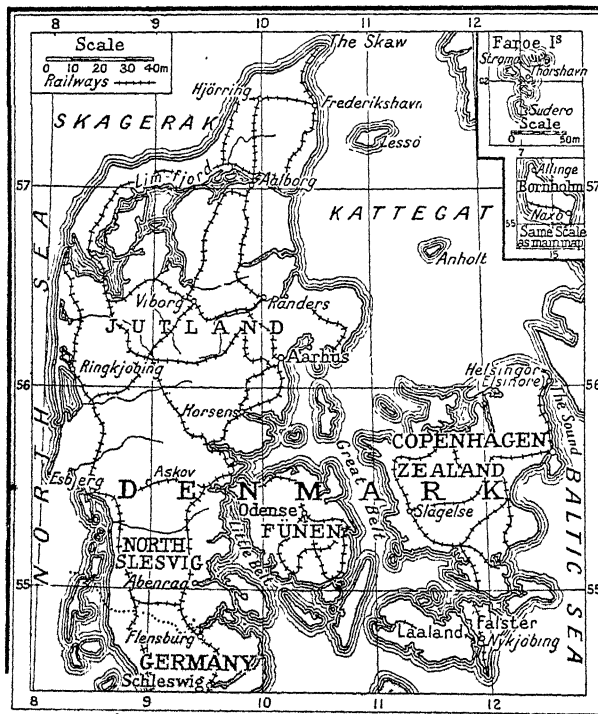 8 9 10 11 12
Scale
0 10 20 30 40m
Railways
The Skaw
Faroe Iˢ
Stromo
Thorshavn
62
Sudero
Scale
0 50m
7
Hjörring
Frederikshavn
SKAGERAK
Lessö
Allinge
Bornholm
Lim-fjord
Aalborg
57
57
KATTEGAT
55
Naxö
Same Scale
as main map
15
Anholt
Viborg
Randers
JUTLAND
Aarhus
Ringkjöbing
56
56
Helsingör
(Elsinore)
The Sound
Horsens
COPENHAGEN
Great Belt
ZEALAND
Esbjerg
Askov
DENMARK
Odense
Slagelse
FÜNEN
Little Belt
NORTH SEA
BALTIC SEA
NORTH
SLESVIG
Abenraa
55
55
Flensburg
Laaland
Falster
Nykjöbing
GERMANY
Schleswig
8 9 10 11 12